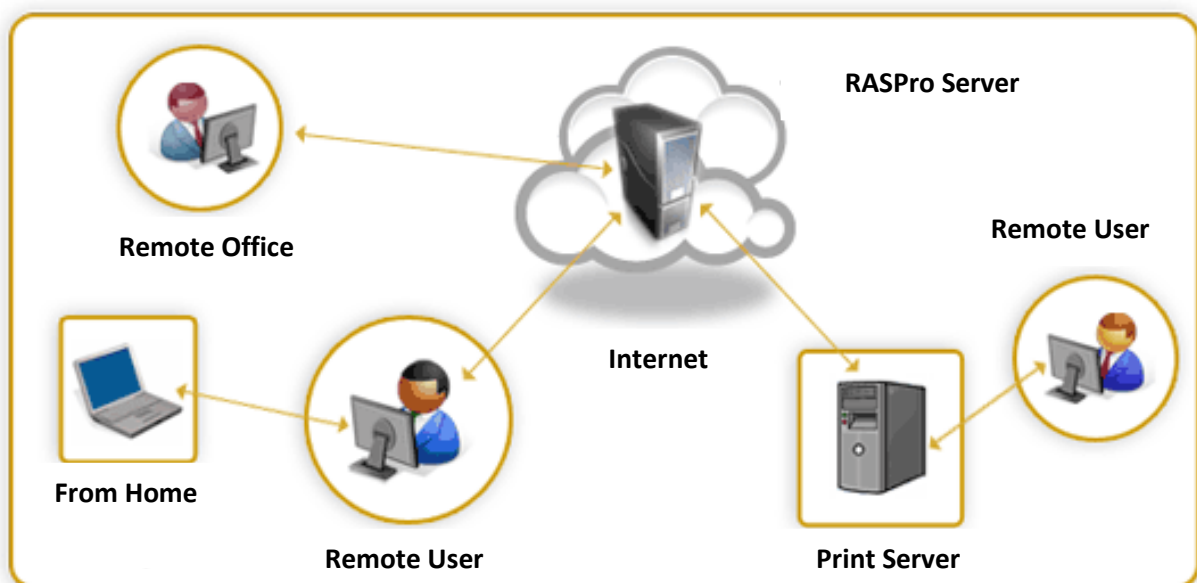 RASPro Server
Remote User
Remote Office
Internet
From Home
Remote User
Print Server